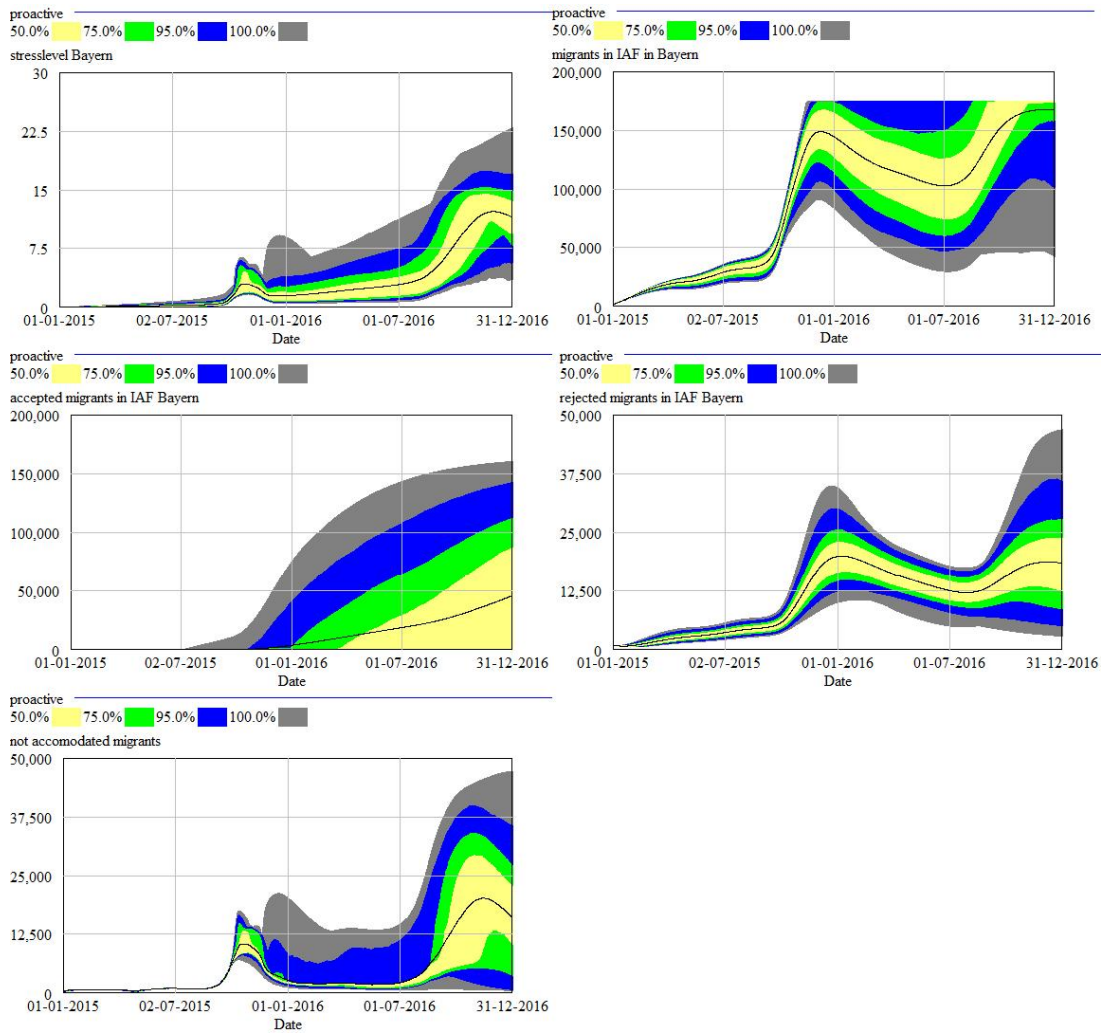 proactive
50.0% 75.0% 95.0% 100.0%
stresslevel Bayern
30
22.5
15
7.5
0
01-01-2015 02-07-2015 01-01-2016 01-07-2016 31-12-2016
Date
proactive
50.0% 75.0% 95.0% 100.0%
migrants in IAF in Bayern
200,000
150,000
100,000
50,000
0
01-01-2015 02-07-2015 01-01-2016 01-07-2016 31-12-2016
Date
proactive
50.0% 75.0% 95.0% 100.0%
accepted migrants in IAF Bayern
200,000
150,000
100,000
50,000
0
01-01-2015 02-07-2015 01-01-2016 01-07-2016 31-12-2016
Date
proactive
50.0% 75.0% 95.0% 100.0%
rejected migrants in IAF Bayern
50,000
37,500
25,000
12,500
0
01-01-2015 02-07-2015 01-01-2016 01-07-2016 31-12-2016
Date
proactive
50.0% 75.0% 95.0% 100.0%
not accomodated migrants
50,000
37,500
25,000
12,500
0
01-01-2015 02-07-2015 01-01-2016 01-07-2016 31-12-2016
Date